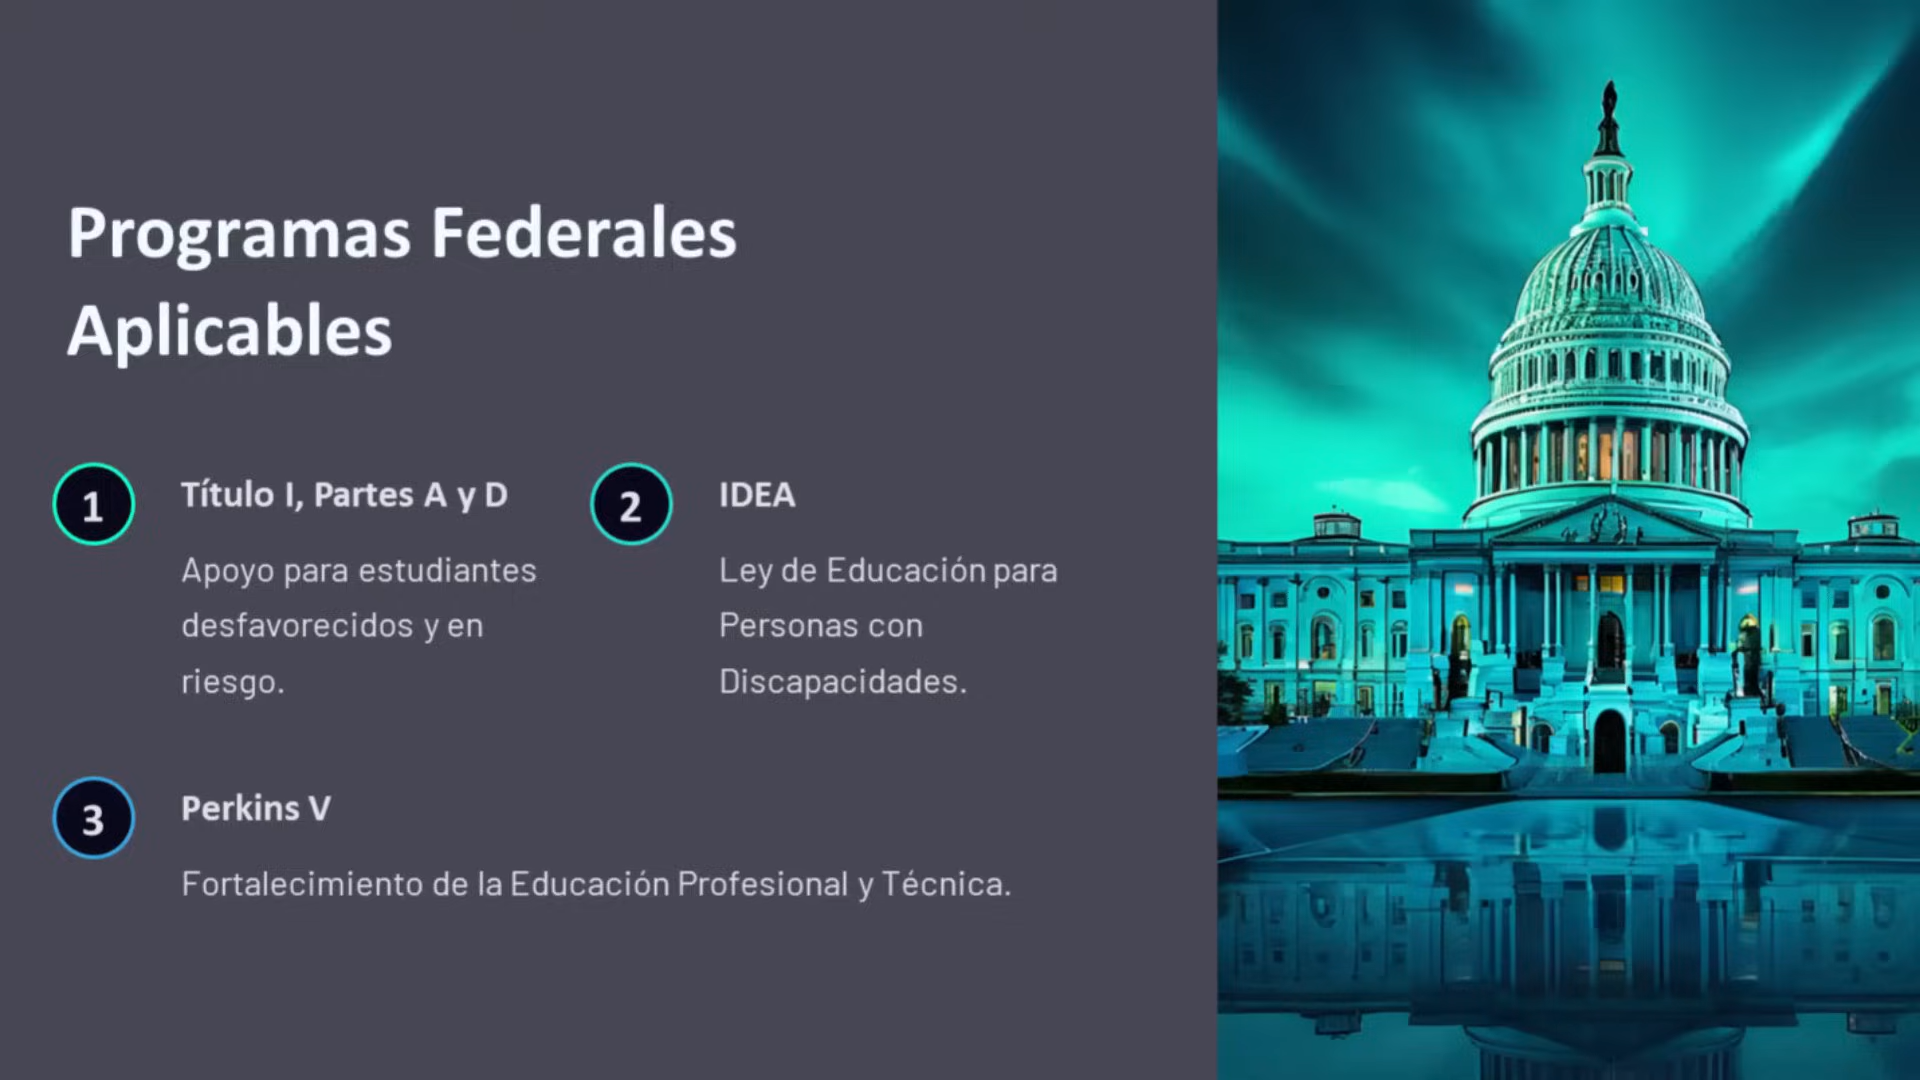 Programas Federales
Aplicables
1
Título I, Partes A y D
Apoyo para estudiantes
desfavorecidos y en
riesgo.
2
IDEA
Ley de Educación para
Personas con
Discapacidades.
3
Perkins V
Fortalecimiento de la Educación Profesional y Técnica.